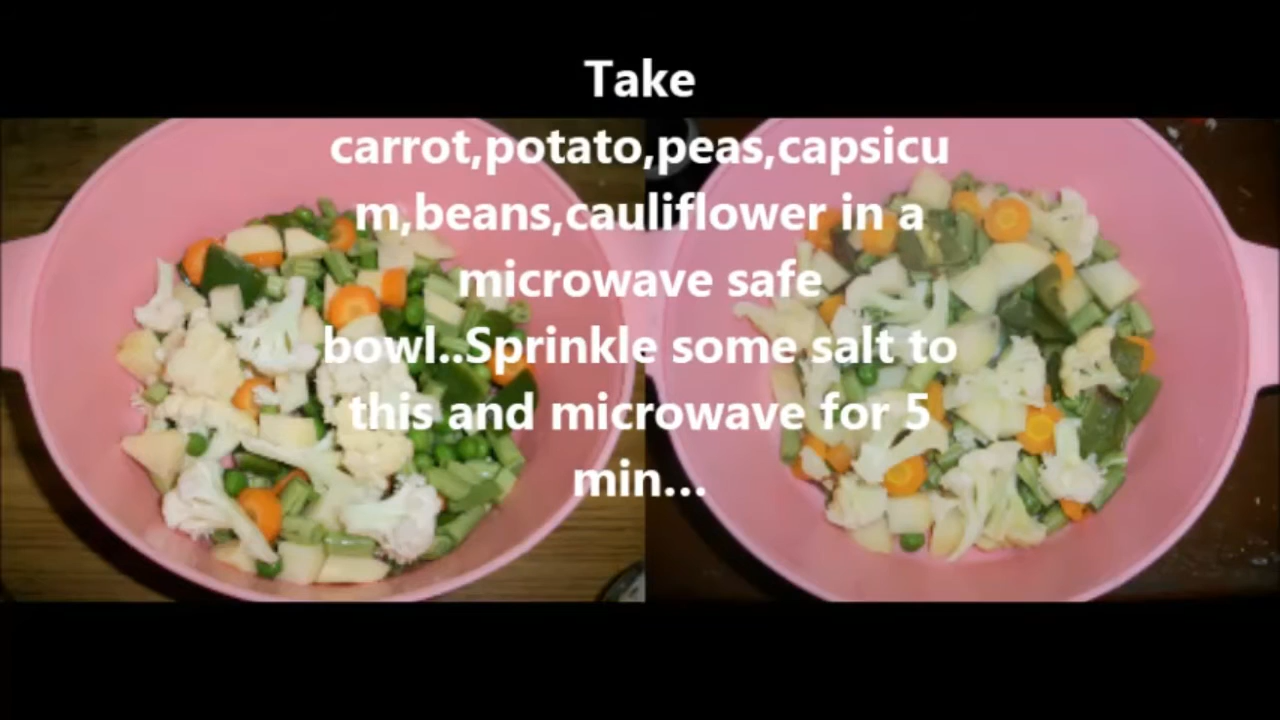 Take
carrot,potato,peas,capsicu
m,beans,cauliflower in a
microwave safe
bowl..Sprinkle some salt to
this and microwave for 5
min...